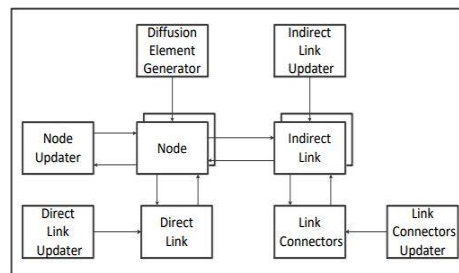 Diffusion
Element
Generator
Indirect
Link
Updater
Node
Updater
Node
Indirect
Link
Direct
Link
Updater
Direct
Link
Link
Connectors
Link
Connectors
Updater